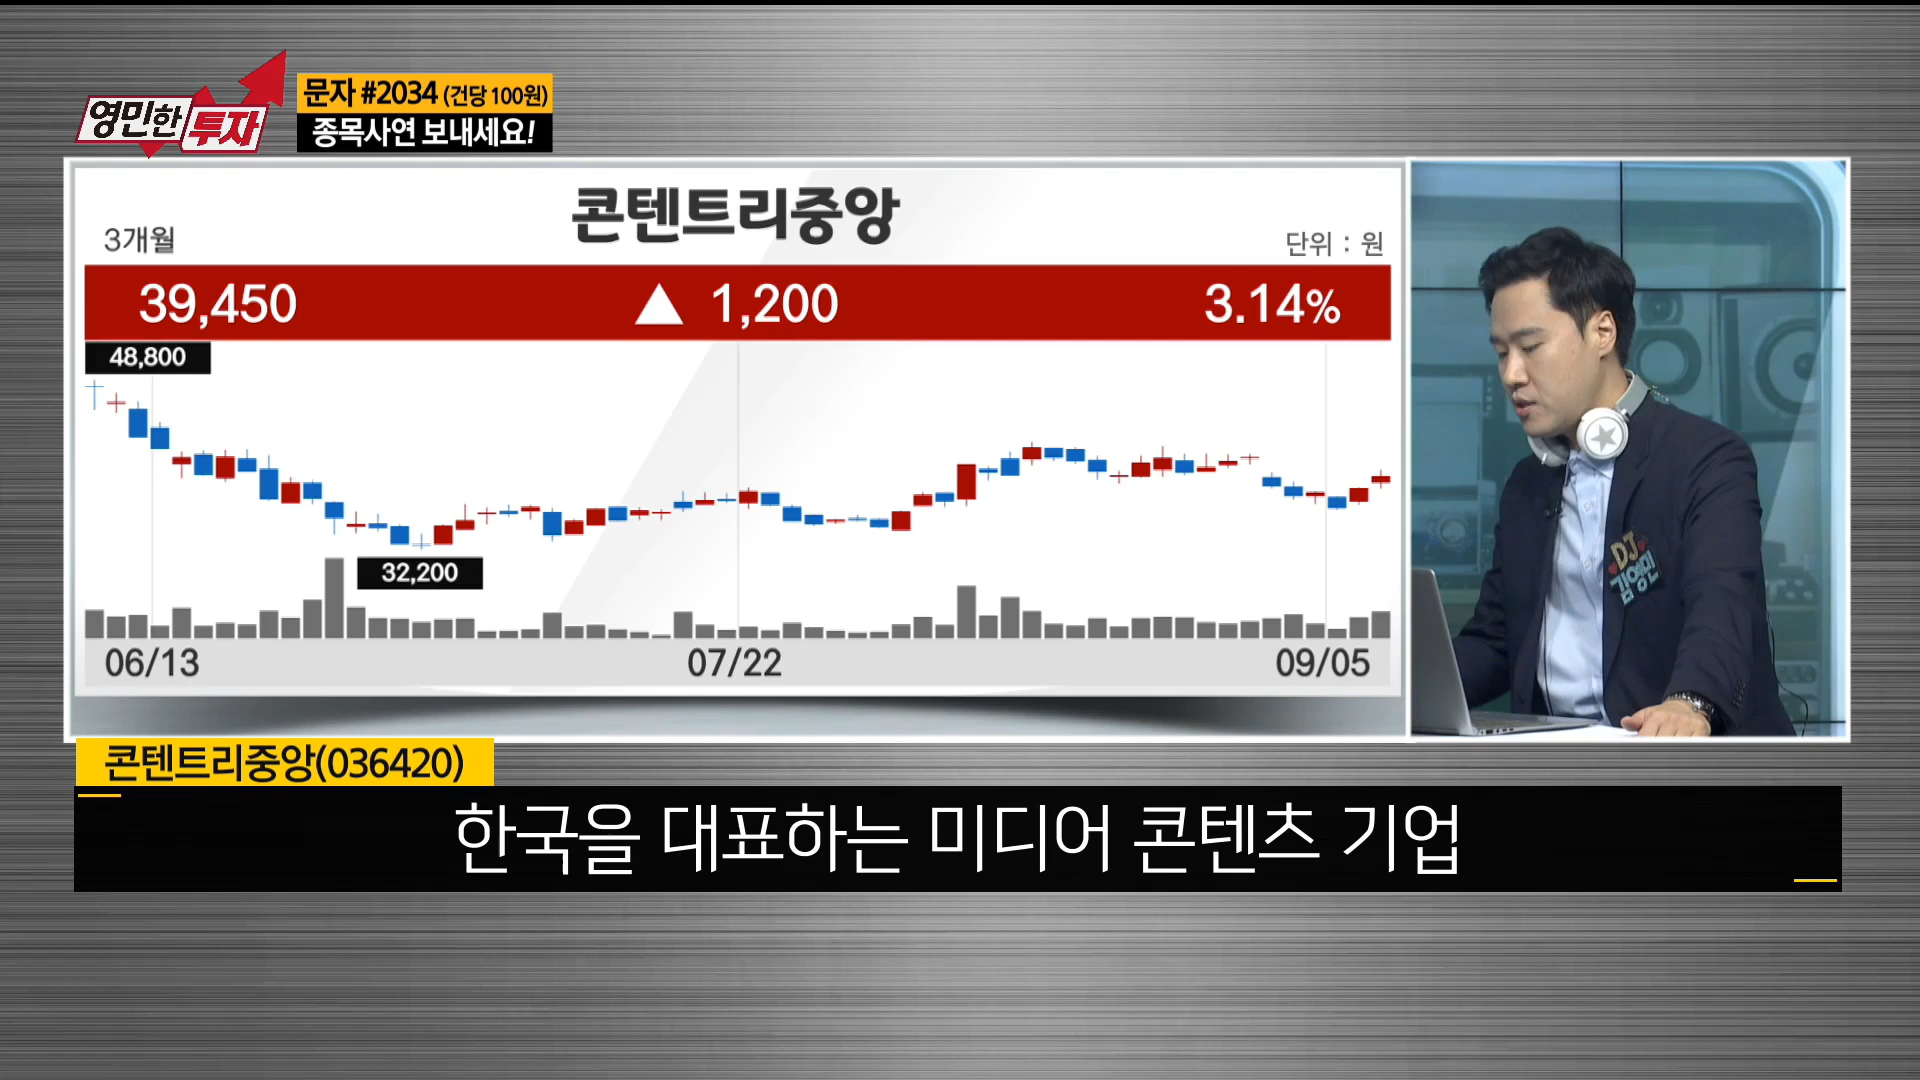 영민한 투자
문자 #2034 (건당 100원)
종목사연 보내세요!
콘텐트리중앙
3개월
단위 : 원
39,450 ▲ 1,200 3.14%
48,800
32,200
06/13 07/22 09/05
DJ
김영민
콘텐트리중앙(036420)
한국을 대표하는 미디어 콘텐츠 기업